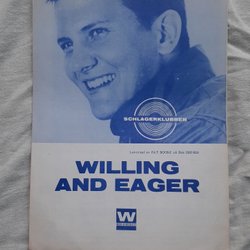 SCHLAGERKLUBBEN
WILLING
AND EAGER
W